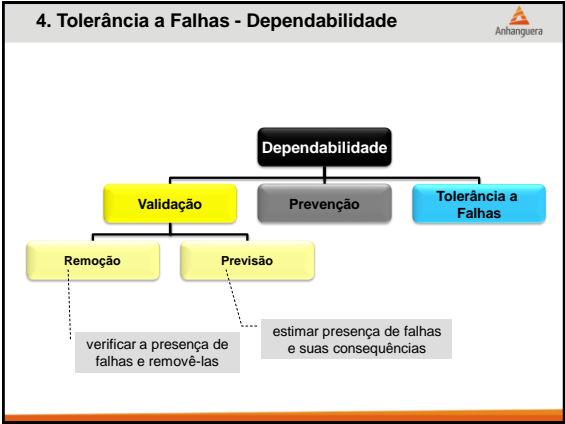 4. Tolerância a Falhas - Dependabilidade
Anhanguera
Dependabilidade
Validação
Prevenção
Tolerância a
Falhas
Remoção
Previsão
verificar a presença de
falhas e removê-las
estimar presença de falhas
e suas consequências